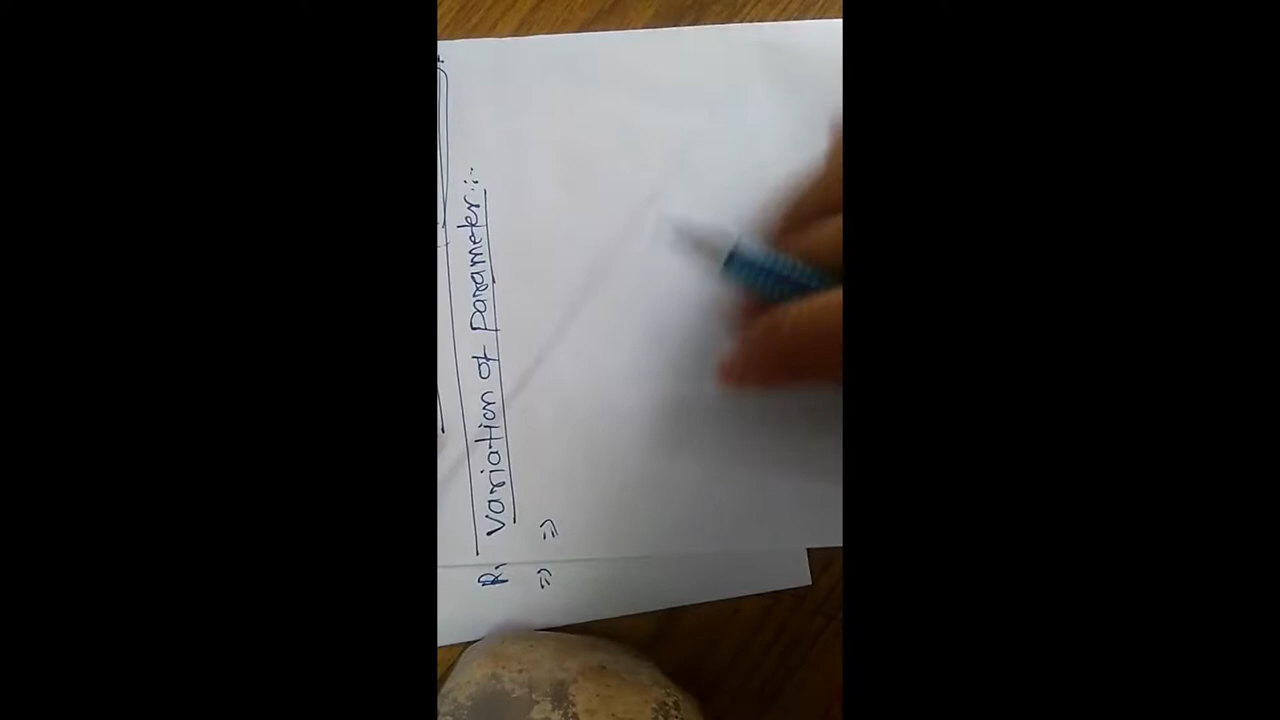 R, Variation of parameter :-
⇒ ⇒